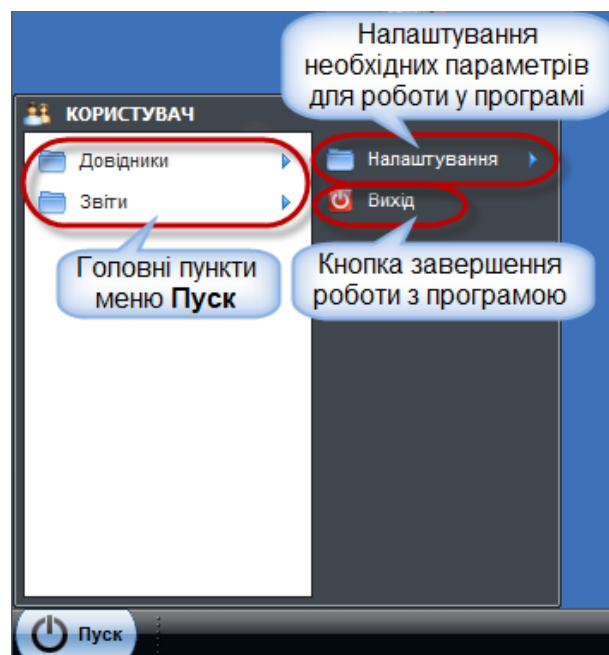 Налаштування
необхідних параметрів
для роботи у програмі
КОРИСТУВАЧ
Довідники
Налаштування
Звіти
Вихід
Головні пункти
меню Пуск
Кнопка завершення
роботи з програмою
Пуск